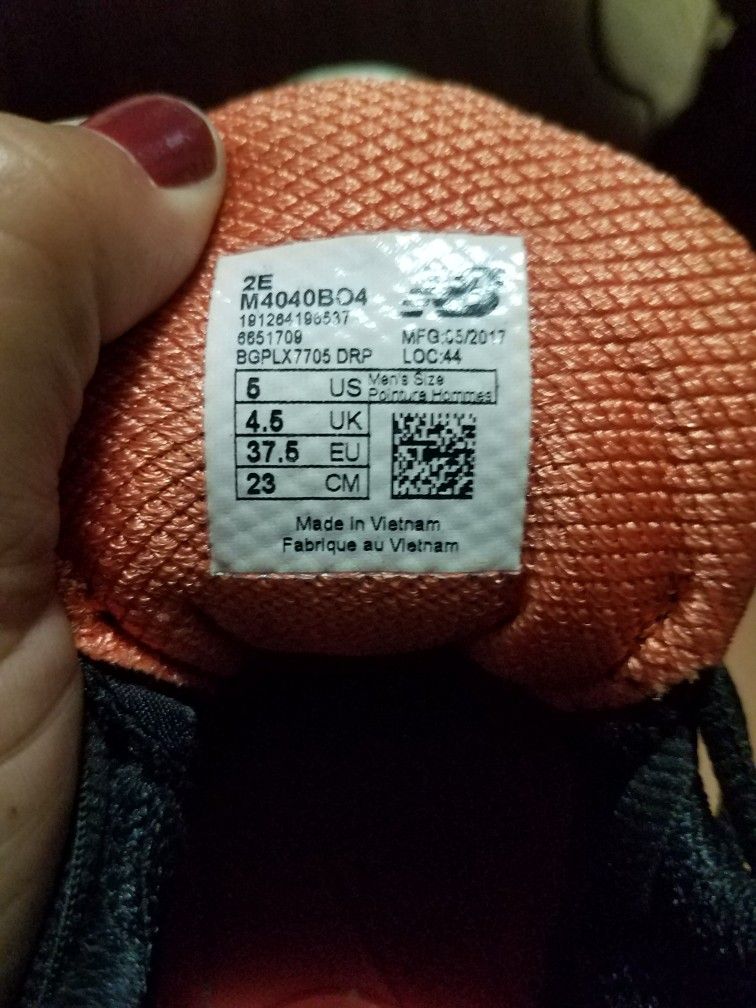 2E
M4040BO4
NB
191264196537
6651709 MFG:05/2017
BGPLX7705 DRP LOC:44
5 US Men's Size
Pointure Hommes
4.5 UK
37.5 EU
23 CM
Made in Vietnam
Fabrique au Vietnam